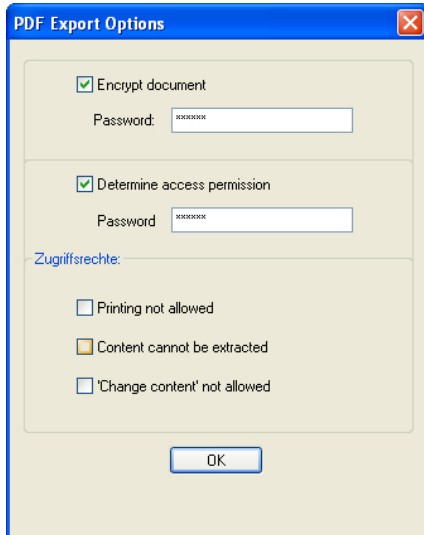 PDF Export Options
Encrypt document
Password: ××××××
Determine access permission
Password ××××××
Zugriffsrechte:
Printing not allowed
Content cannot be extracted
'Change content' not allowed
OK